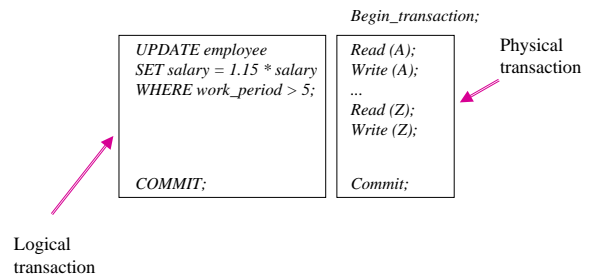 Begin_transaction;
UPDATE employee
SET salary = 1.15 * salary
WHERE work_period > 5;
COMMIT;
Read (A);
Write (A);
...
Read (Z);
Write (Z);
Commit;
Physical
transaction
Logical
transaction